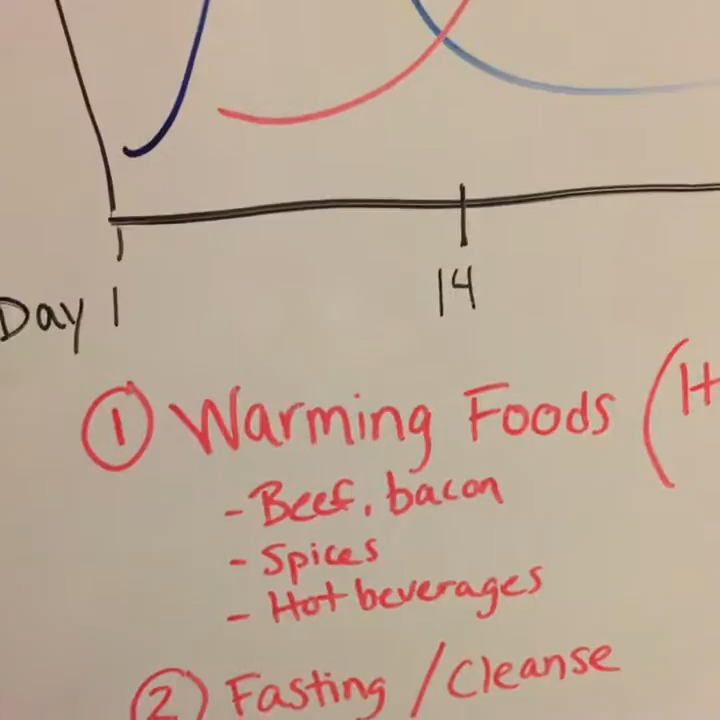 Day 1
14
① Warming Foods (H
- Beef, bacon
- Spices
- Hot beverages
② Fasting / Cleanse